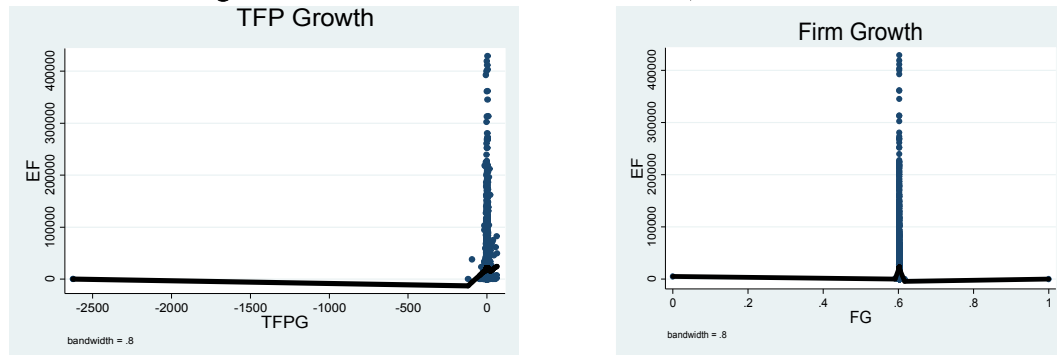 TFP Growth
EF
400000
300000
200000
100000
0
-2500 -2000 -1500 -1000 -500 0
TFPG
bandwidth = .8
Firm Growth
EF
400000
300000
200000
100000
0
0 .2 .4 .6 .8 1
FG
bandwidth = .8